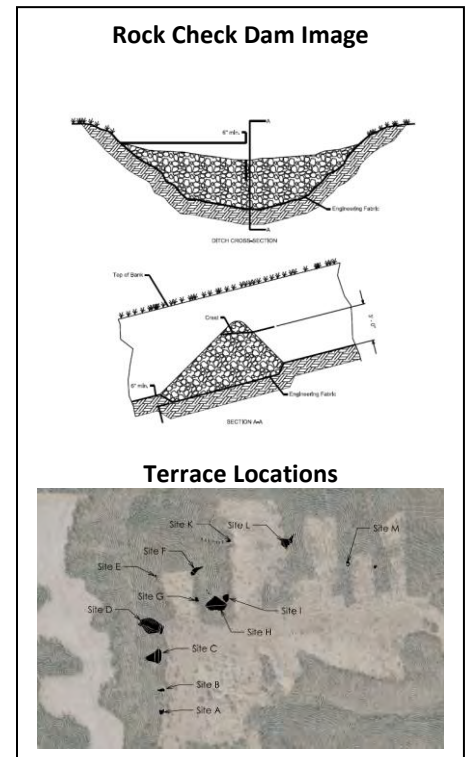 Rock Check Dam Image
A
6" min.
Engineering Fabric
A
DITCH CROSS-SECTION
Top of Bank
Crest
6" min.
Engineering Fabric
SECTION A-A
Terrace Locations
Site K
Site L
Site M
Site F
Site E
Site G
Site I
Site D
Site H
Site C
Site B
Site A